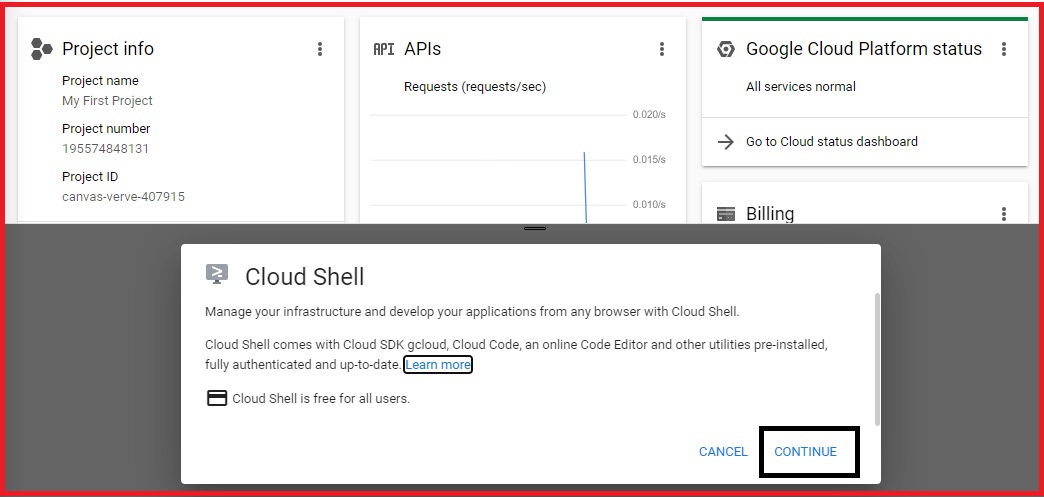 Project info
Project name
My First Project
Project number
195574848131
Project ID
canvas-verve-407915
API APIs
Requests (requests/sec)
0.020/s
0.015/s
0.010/s
Google Cloud Platform status
All services normal
Go to Cloud status dashboard
Billing
Cloud Shell
Manage your infrastructure and develop your applications from any browser with Cloud Shell.
Cloud Shell comes with Cloud SDK gcloud, Cloud Code, an online Code Editor and other utilities pre-installed,
fully authenticated and up-to-date. Learn more
Cloud Shell is free for all users.
CANCEL CONTINUE